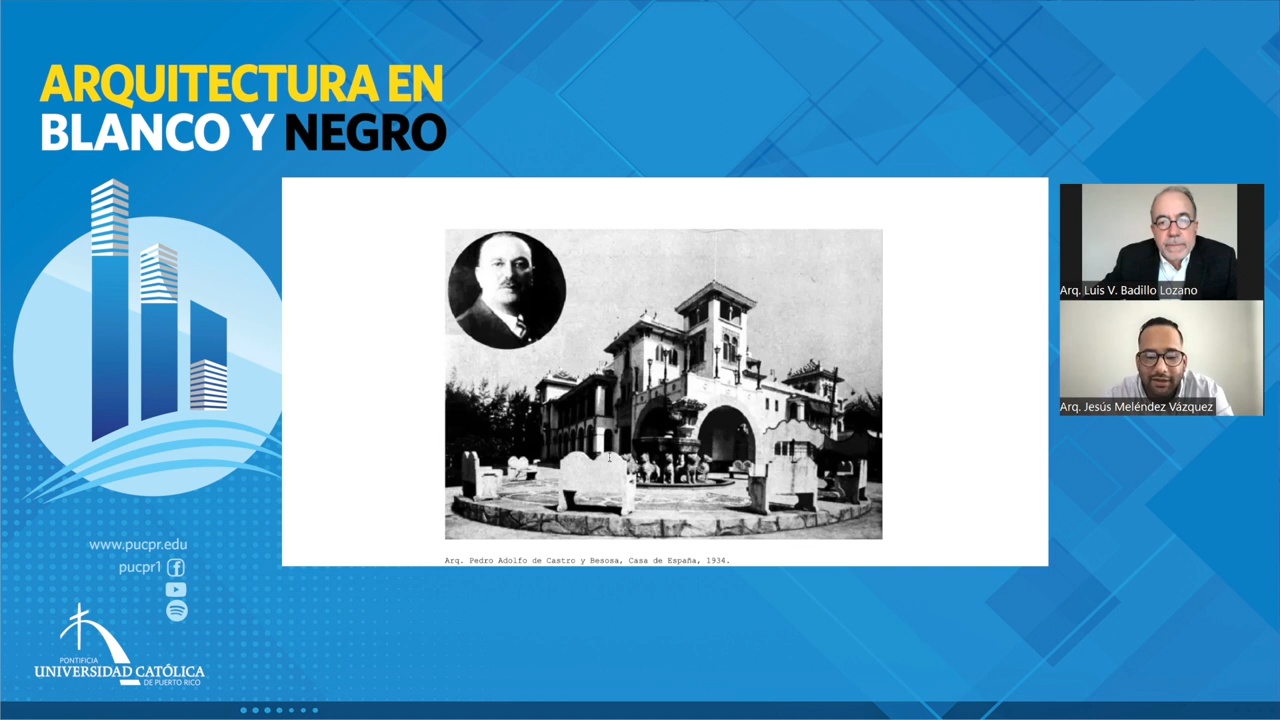 ARQUITECTURA EN
BLANCO Y NEGRO
Arq. Luis V. Badillo Lozano
Arq. Jesús Meléndez Vázquez
Arq. Pedro Adolfo de Castro y Besosa, Casa de España, 1934.
www.pucpr.edu
pucpr1
PONTIFICIA
UNIVERSIDAD CATÓLICA
DE PUERTO RICO